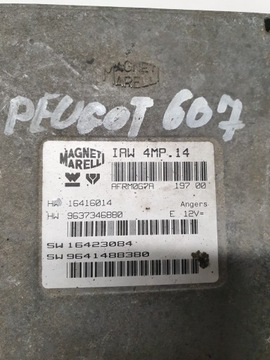 MAGNETI
MARELLI
PEUGOT 607
MAGNETI
MARELLI
IAW 4MP.14
AFRM0G7A 197 00
HW 16416014 Angers
HW 9637346880 E 12V=
SW 16423084
SW 9641488380